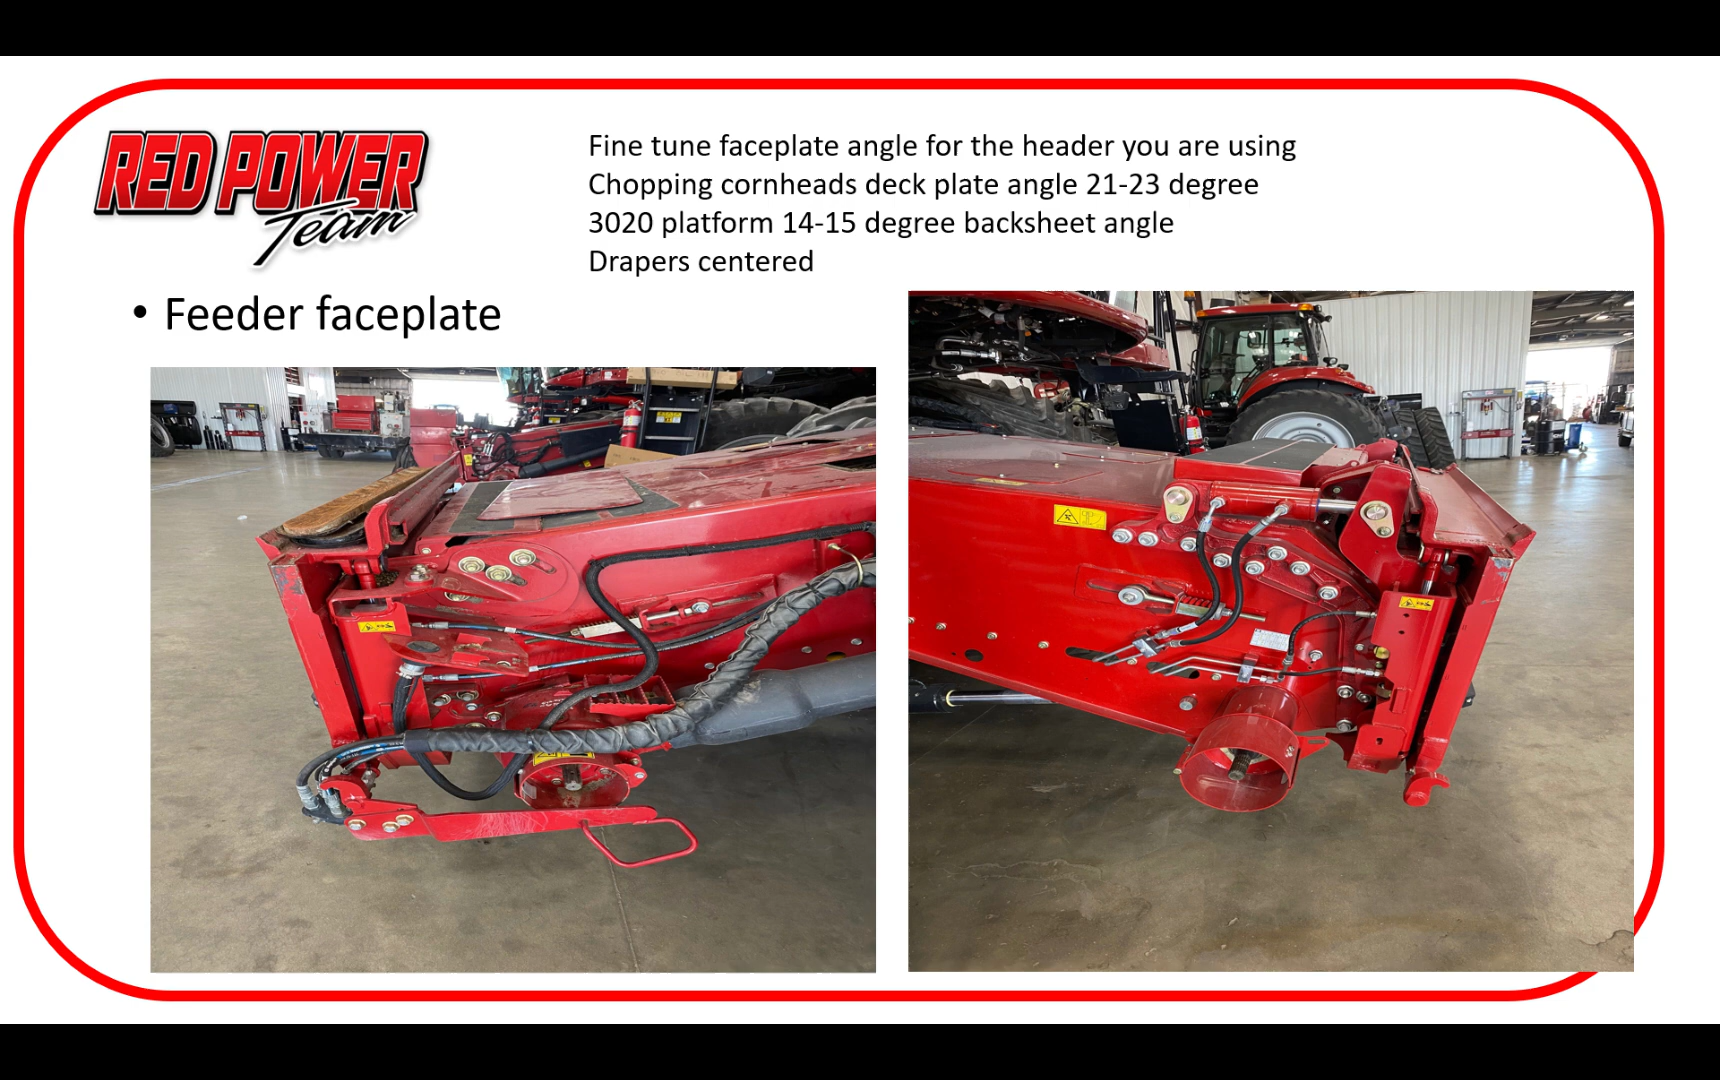 RED POWER
Team
Fine tune faceplate angle for the header you are using
Chopping cornheads deck plate angle 21-23 degree
3020 platform 14-15 degree backsheet angle
Drapers centered
• Feeder faceplate